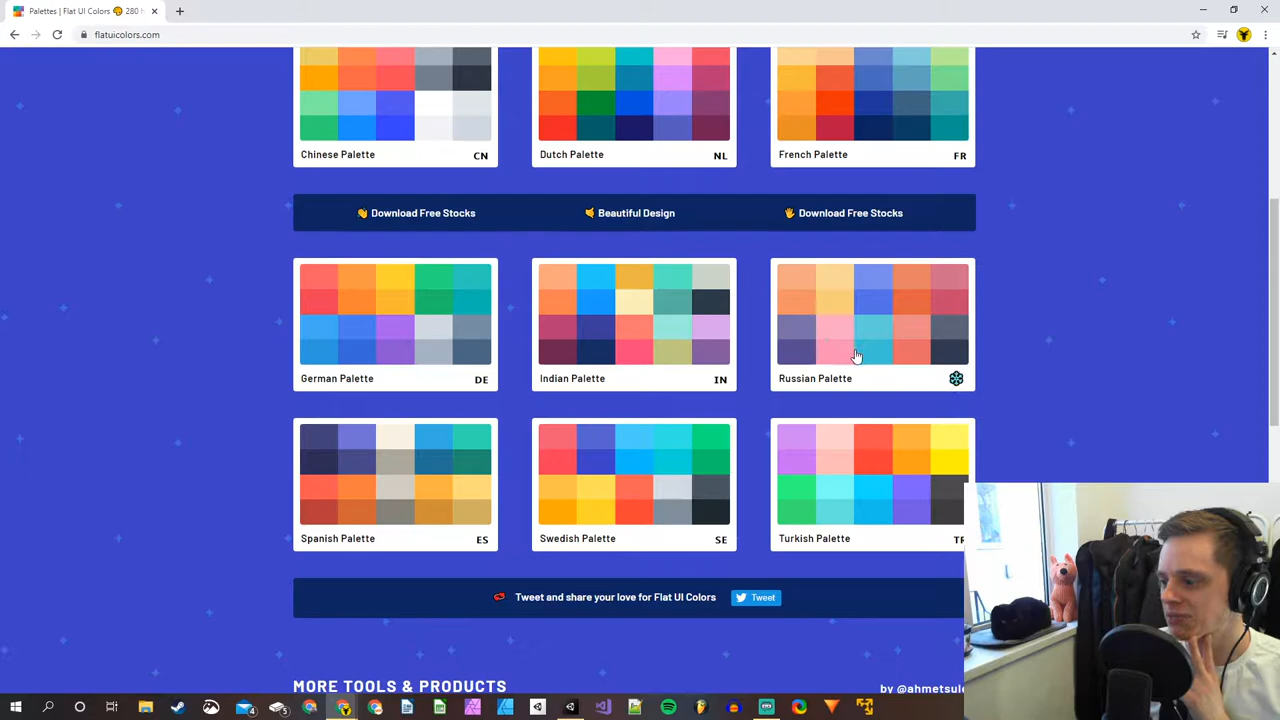 Palettes | Flat UI Colors 🎨 280 h
flatuicolors.com
Chinese Palette CN
Dutch Palette NL
French Palette FR
👋 Download Free Stocks
🤙 Beautiful Design
🖐 Download Free Stocks
German Palette DE
Indian Palette IN
Russian Palette
Spanish Palette ES
Swedish Palette SE
Turkish Palette TR
Tweet and share your love for Flat UI Colors
Tweet
MORE TOOLS & PRODUCTS
by @ahmetsule